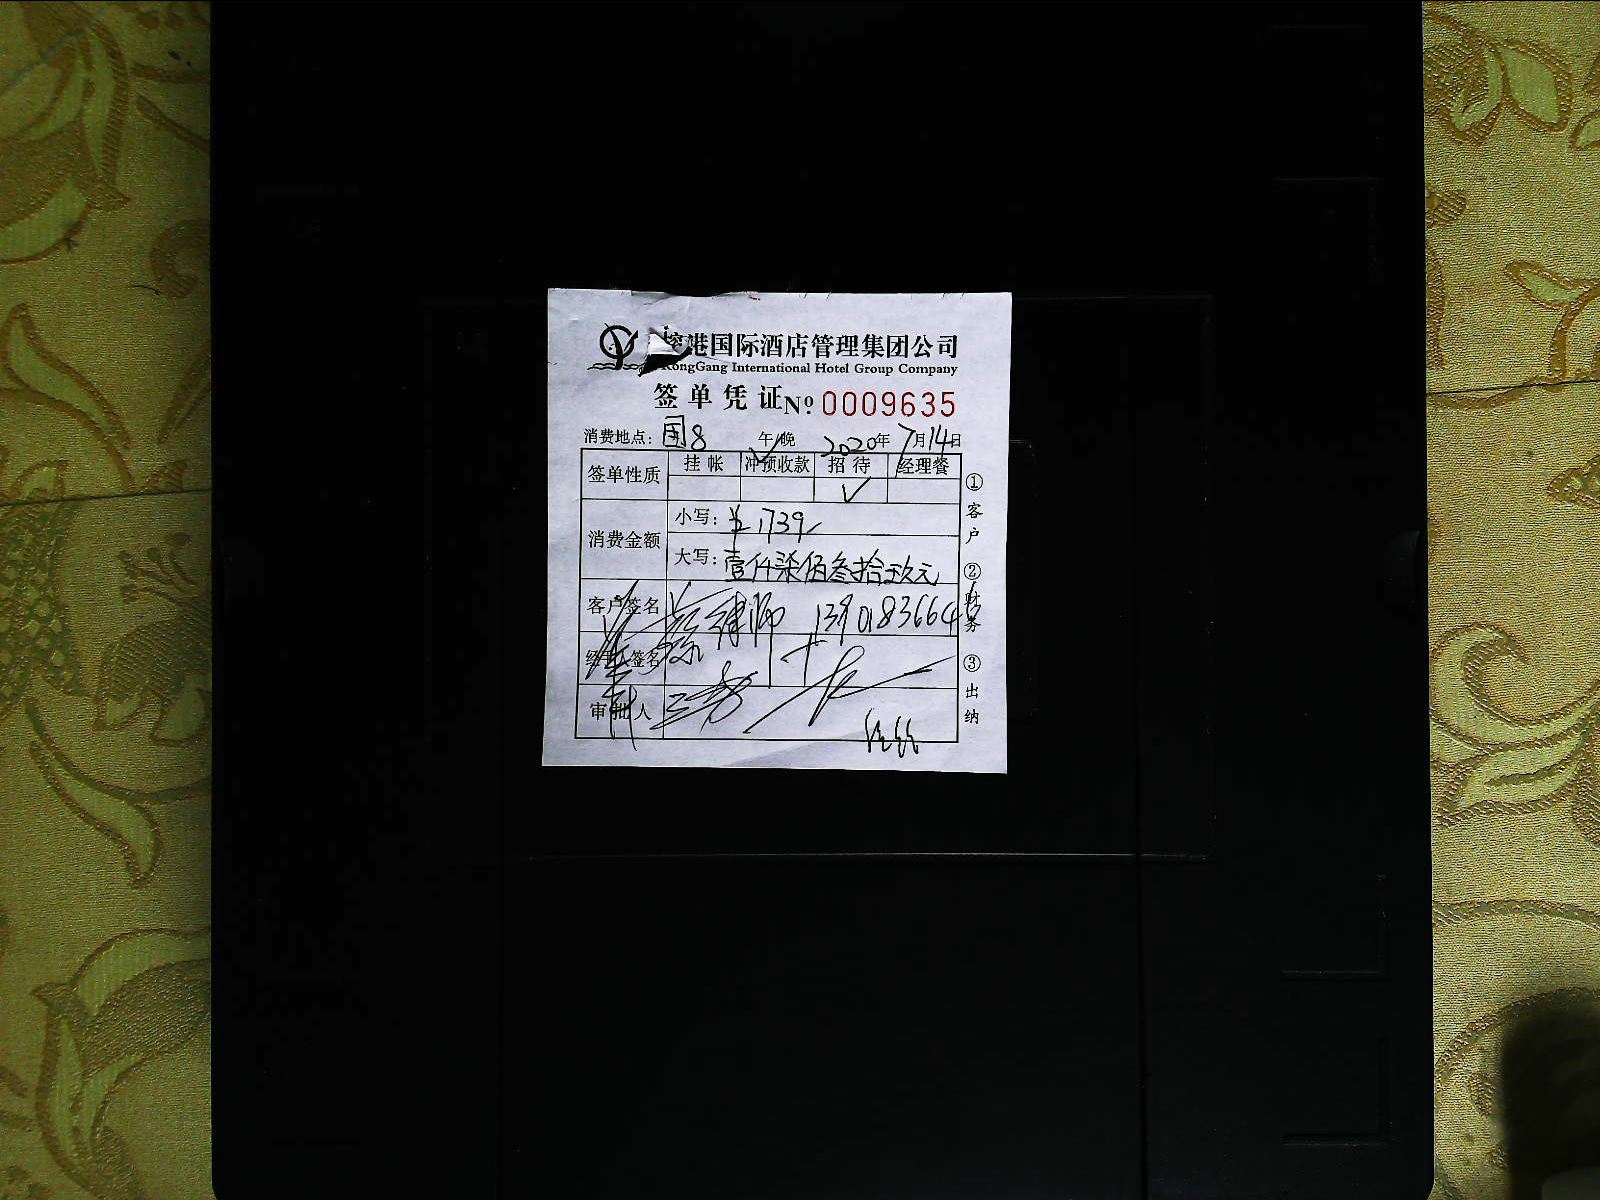 控港国际酒店管理集团公司
KongGang International Hotel Group Company
签单凭证 Nº 0009635
消费地点：国8 午/晚 2020年7月14日
签单性质 挂帐 冲预收款 招待 经理餐
✓
消费金额 小写：¥1739
大写：壹仟柒佰叁拾玖元
客户签名 律师
经手人签名
审批人
①客户 ②财务 ③出纳